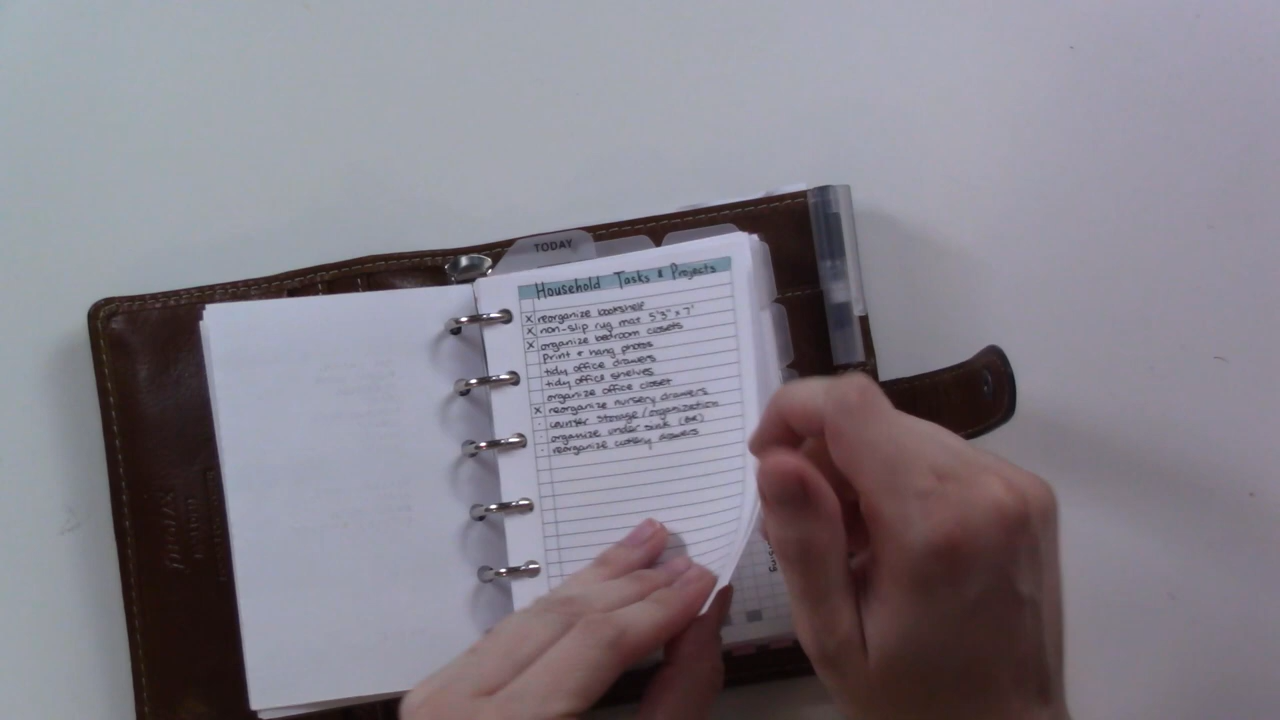 TODAY
Household Tasks & Projects
x reorganize bookshelf
x non-slip rug mat 5'3" x 7'
x organize bedroom closets
print & hang photos
tidy office drawers
tidy office shelves
organize office closet
x reorganize nursery drawers
· counter storage/organization
· organize under sink (BR)
· reorganize cutlery drawers